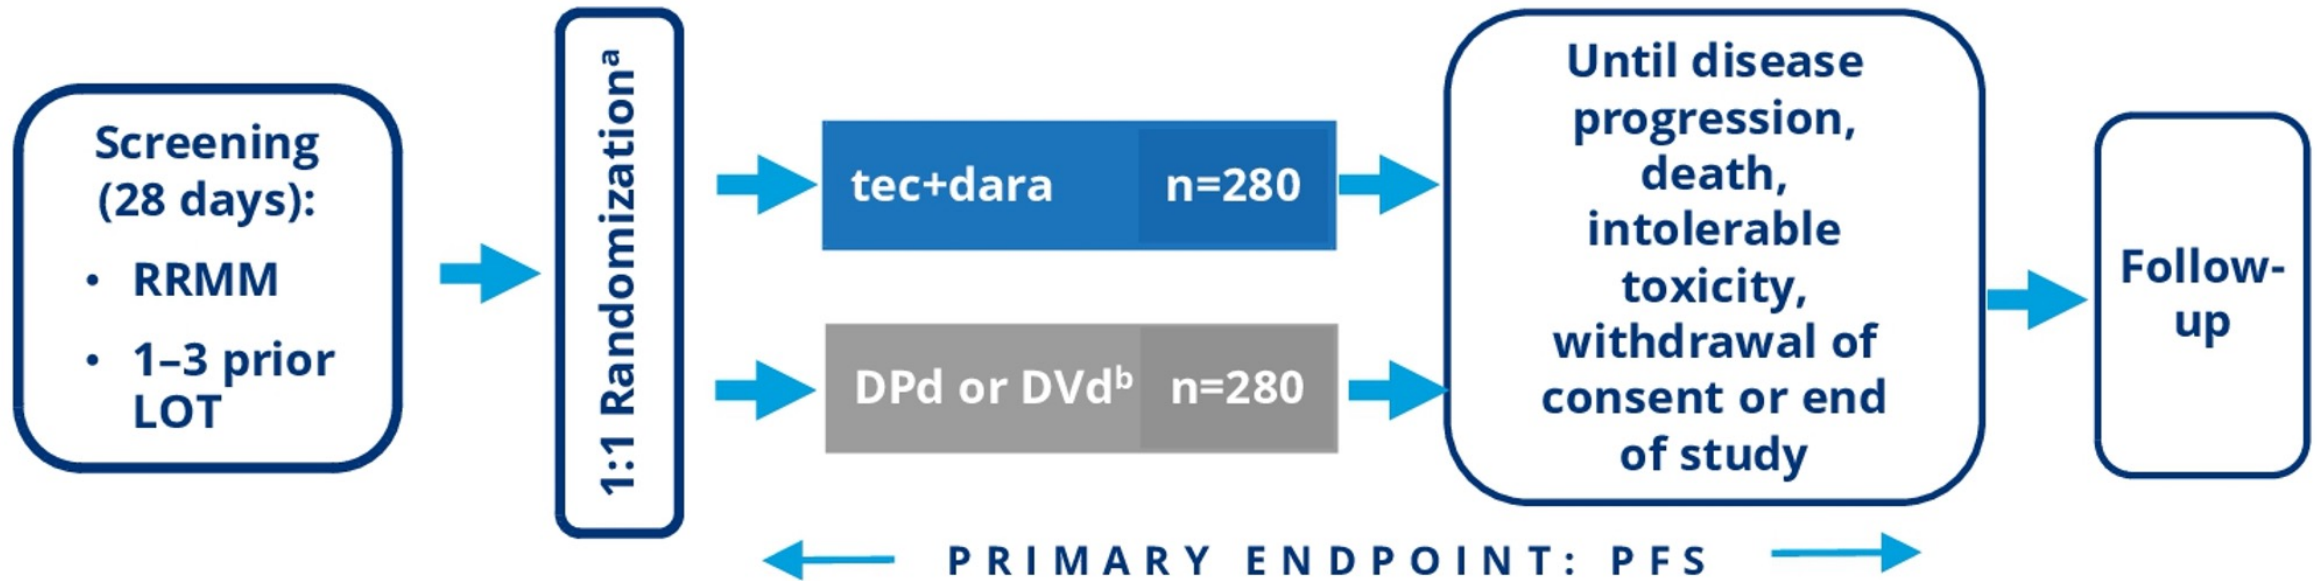 Screening
(28 days):
• RRMM
• 1–3 prior
LOT
1:1 Randomizationᵃ
tec+dara n=280
DPd or DVdᵇ n=280
Until disease
progression,
death,
intolerable
toxicity,
withdrawal of
consent or end
of study
Follow-
up
PRIMARY ENDPOINT: PFS